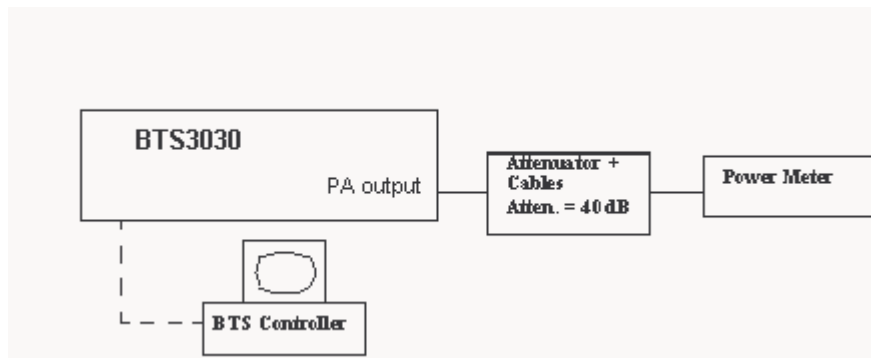 BTS3030
PA output
Attenuator +
Cables
Atten. = 40 dB
Power Meter
BTS Controller